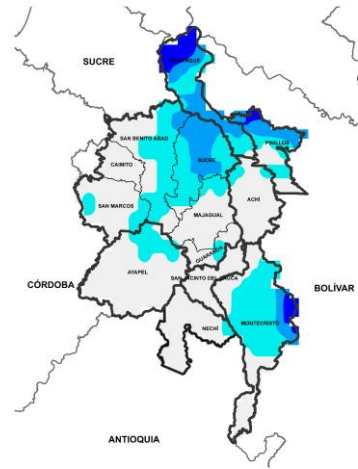 SUCRE
MAGANGUÉ
SAN BENITO ABAD
PINILLOS
CAIMITO
SUCRE
SAN MARCOS
ACHÍ
MAJAGUAL
GUARANDA
AYAPEL
SAN JACINTO DEL CAUCA
CÓRDOBA
BOLÍVAR
MONTECRISTO
NECHÍ
ANTIOQUIA